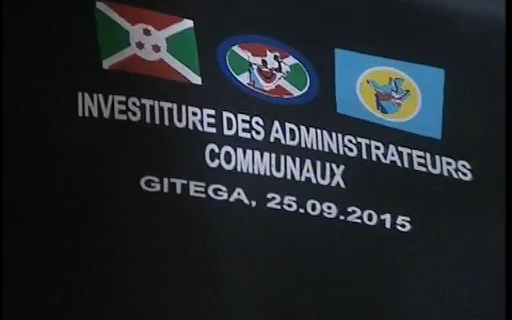 INVESTITURE DES ADMINISTRATEURS
COMMUNAUX
GITEGA, 25.09.2015